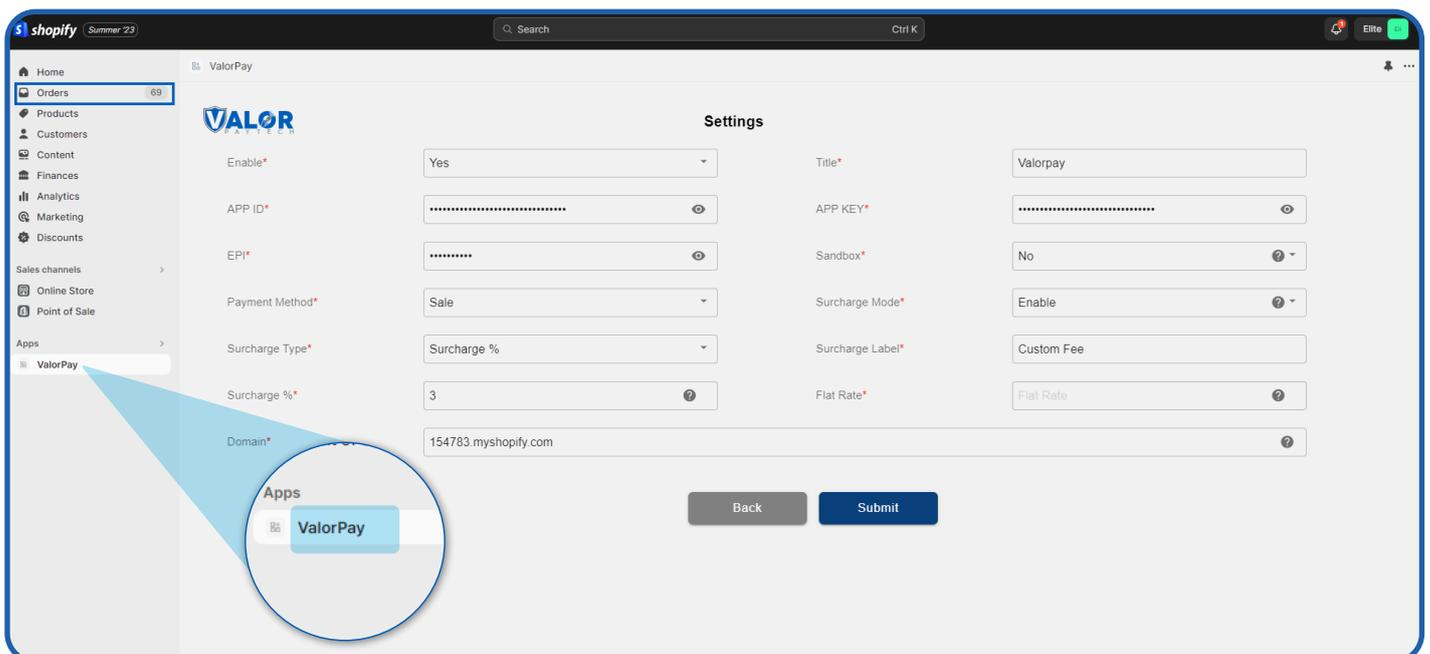 shopify Summer '23 Search Ctrl K 1 Elite
Home
Orders 69
Products
Customers
Content
Finances
Analytics
Marketing
Discounts
Sales channels
Online Store
Point of Sale
Apps
ValorPay
ValorPay
VALOR
PAYTECH
Settings
Enable* Yes Title* Valorpay
APP ID* •••••••••••••••••••••••••••••••• APP KEY* ••••••••••••••••••••••••••••••••
EPI* •••••••••• Sandbox* No
Payment Method* Sale Surcharge Mode* Enable
Surcharge Type* Surcharge % Surcharge Label* Custom Fee
Surcharge %* 3 Flat Rate* Flat Rate
Domain* 154783.myshopify.com
Back Submit
Apps
ValorPay